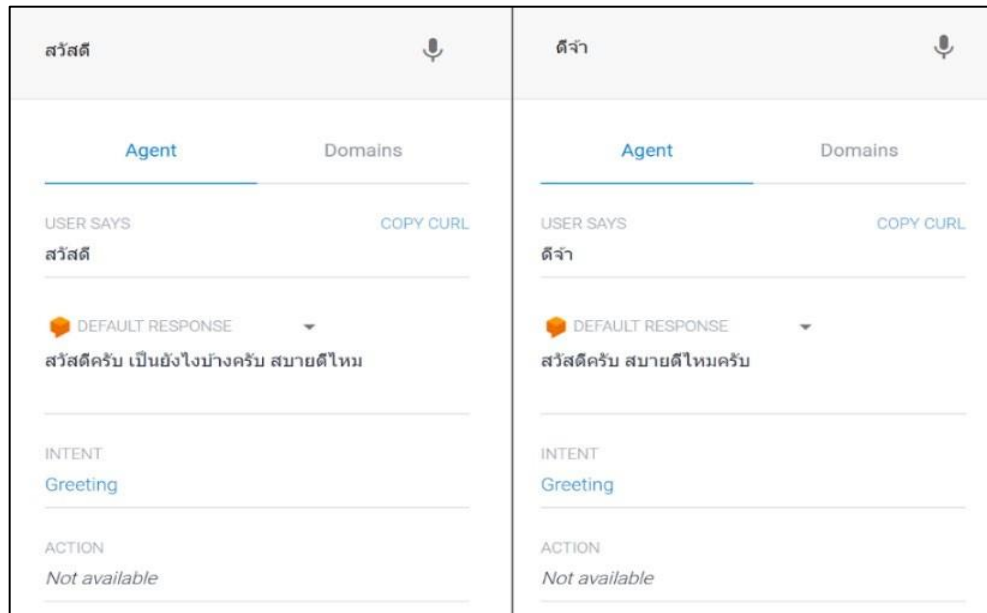 สวัสดี
Agent Domains
USER SAYS COPY CURL
สวัสดี
DEFAULT RESPONSE
สวัสดีครับ เป็นยังไงบ้างครับ สบายดีไหม
INTENT
Greeting
ACTION
Not available
ดีจ้า
Agent Domains
USER SAYS COPY CURL
ดีจ้า
DEFAULT RESPONSE
สวัสดีครับ สบายดีไหมครับ
INTENT
Greeting
ACTION
Not available